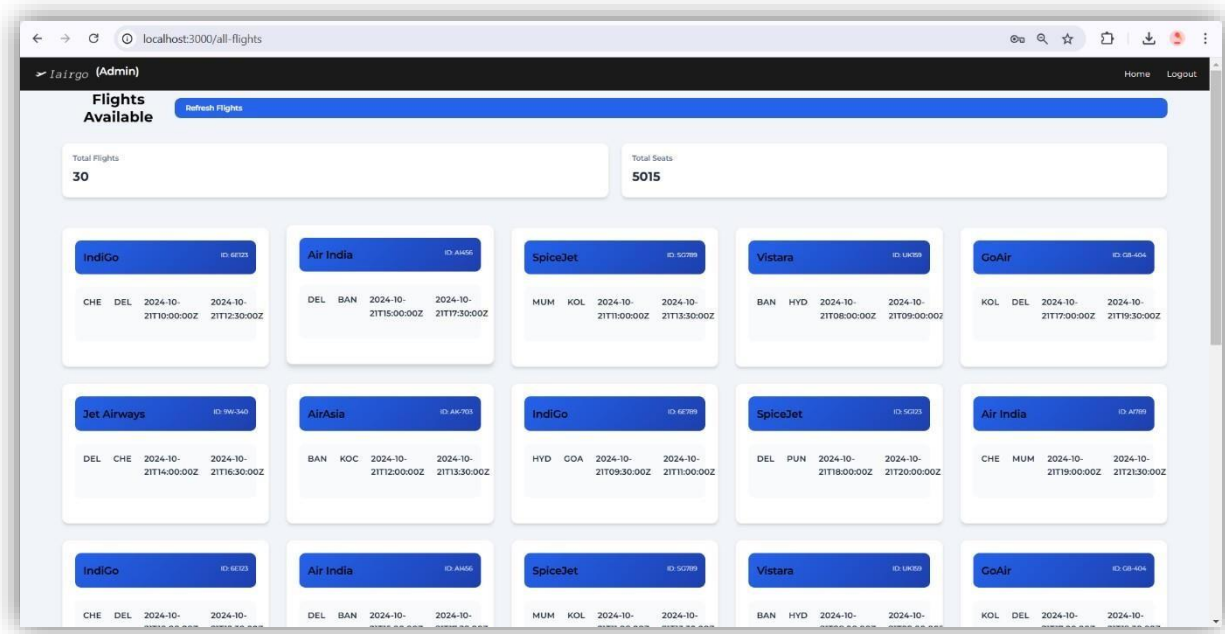 localhost:3000/all-flights
Iairgo (Admin)
Home Logout
Flights
Available
Refresh Flights
Total Flights
30
Total Seats
5015
IndiGo ID: 6E123
CHE DEL 2024-10-21T10:00:00Z 2024-10-21T12:30:00Z
Air India ID: AI456
DEL BAN 2024-10-21T15:00:00Z 2024-10-21T17:30:00Z
SpiceJet ID: SG789
MUM KOL 2024-10-21T11:00:00Z 2024-10-21T13:30:00Z
Vistara ID: UK159
BAN HYD 2024-10-21T08:00:00Z 2024-10-21T09:00:00Z
GoAir ID: G8-404
KOL DEL 2024-10-21T17:00:00Z 2024-10-21T19:30:00Z
Jet Airways ID: 9W-340
DEL CHE 2024-10-21T14:00:00Z 2024-10-21T16:30:00Z
AirAsia ID: AK-703
BAN KOC 2024-10-21T12:00:00Z 2024-10-21T13:30:00Z
IndiGo ID: 6E789
HYD GOA 2024-10-21T09:30:00Z 2024-10-21T11:00:00Z
SpiceJet ID: SG123
DEL PUN 2024-10-21T18:00:00Z 2024-10-21T20:00:00Z
Air India ID: AI789
CHE MUM 2024-10-21T19:00:00Z 2024-10-21T21:30:00Z
IndiGo ID: 6E123
CHE DEL 2024-10- 2024-10-
Air India ID: AI456
DEL BAN 2024-10- 2024-10-
SpiceJet ID: SG789
MUM KOL 2024-10- 2024-10-
Vistara ID: UK159
BAN HYD 2024-10- 2024-10-
GoAir ID: G8-404
KOL DEL 2024-10- 2024-10-